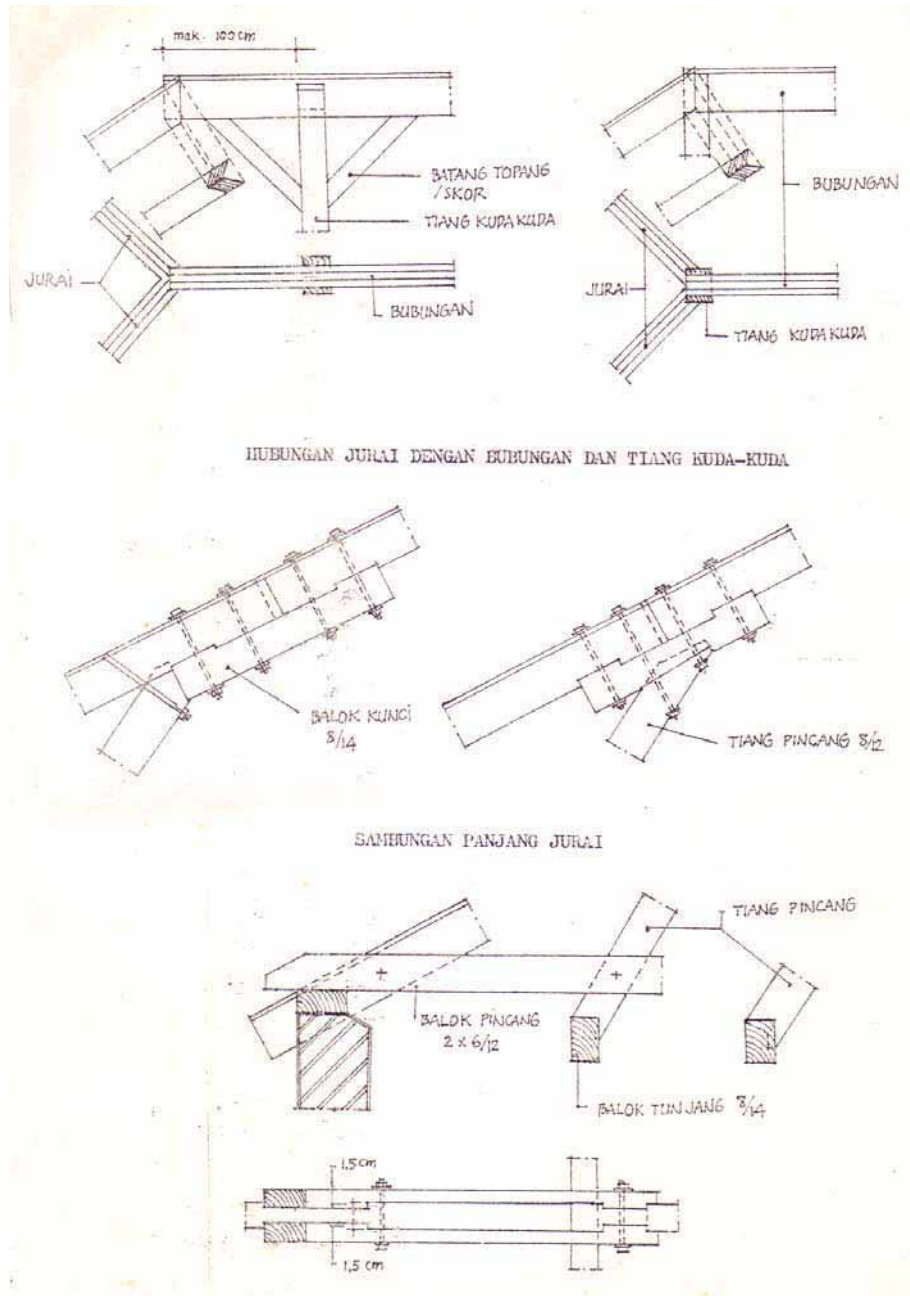 mak. 100 cm
BATANG TOPANG
/SKOR
TIANG KUDA KUDA
JURAI
BUBUNGAN
BUBUNGAN
JURAI
TIANG KUDA KUDA
HUBUNGAN JURAI DENGAN BUBUNGAN DAN TIANG KUDA-KUDA
BALOK KUNCI
8/14
TIANG PINCANG 8/12
SAMBUNGAN PANJANG JURAI
TIANG PINCANG
BALOK PINCANG
2 x 6/12
BALOK TUNJANG 8/14
1,5 cm
1,5 cm